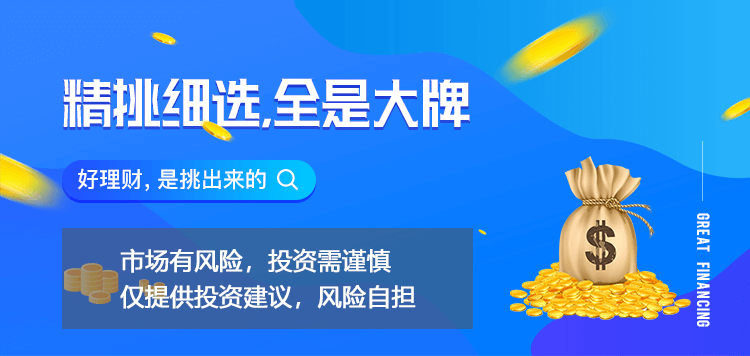 精挑细选,全是大牌
好理财,是挑出来的
市场有风险，投资需谨慎
仅提供投资建议，风险自担
$
GREAT FINANCING